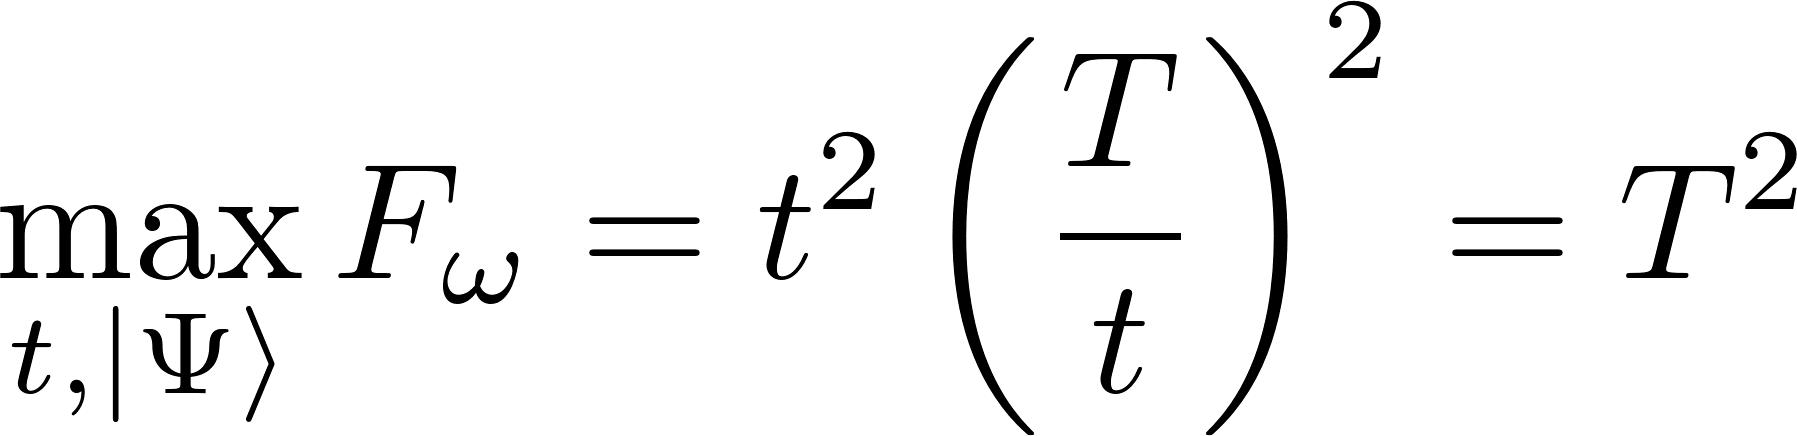 \max_{t,|\Psi\rangle} F_\omega = t^2 \left( \frac{T}{t} \right)^2 = T^2